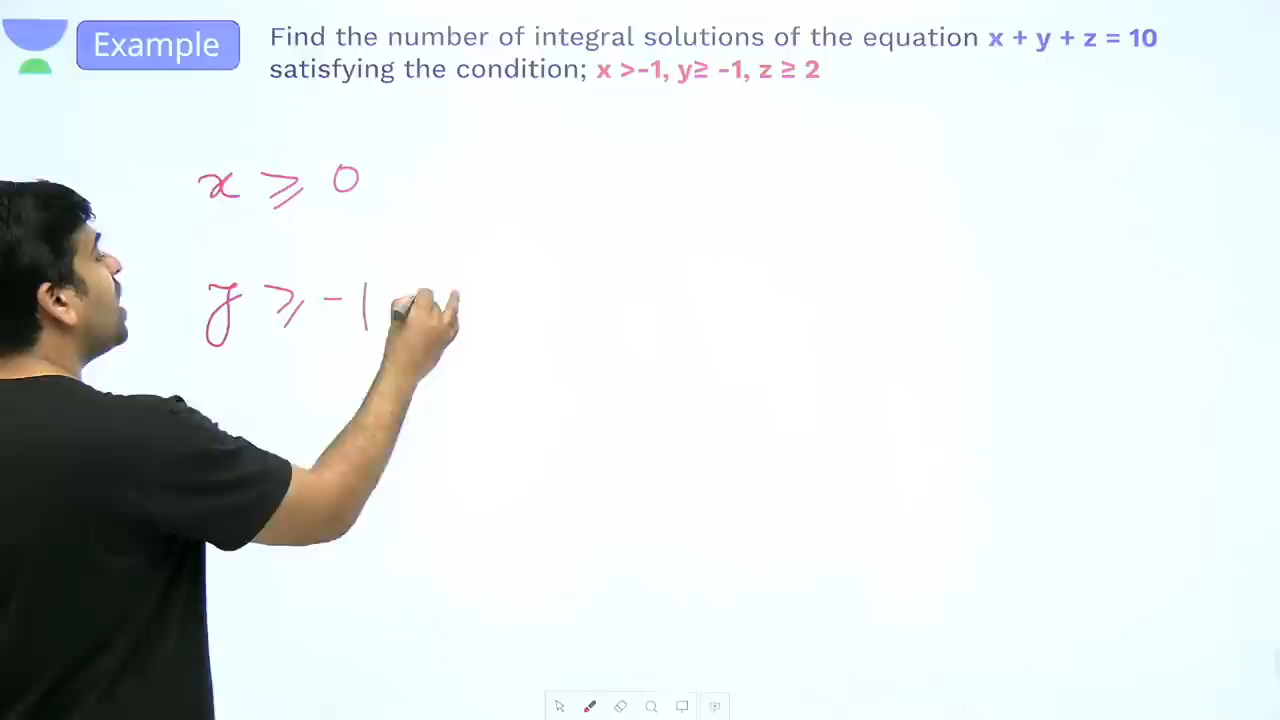 Example
Find the number of integral solutions of the equation x + y + z = 10
satisfying the condition; x >-1, y≥ -1, z ≥ 2
x ≥ 0
y ≥ -1